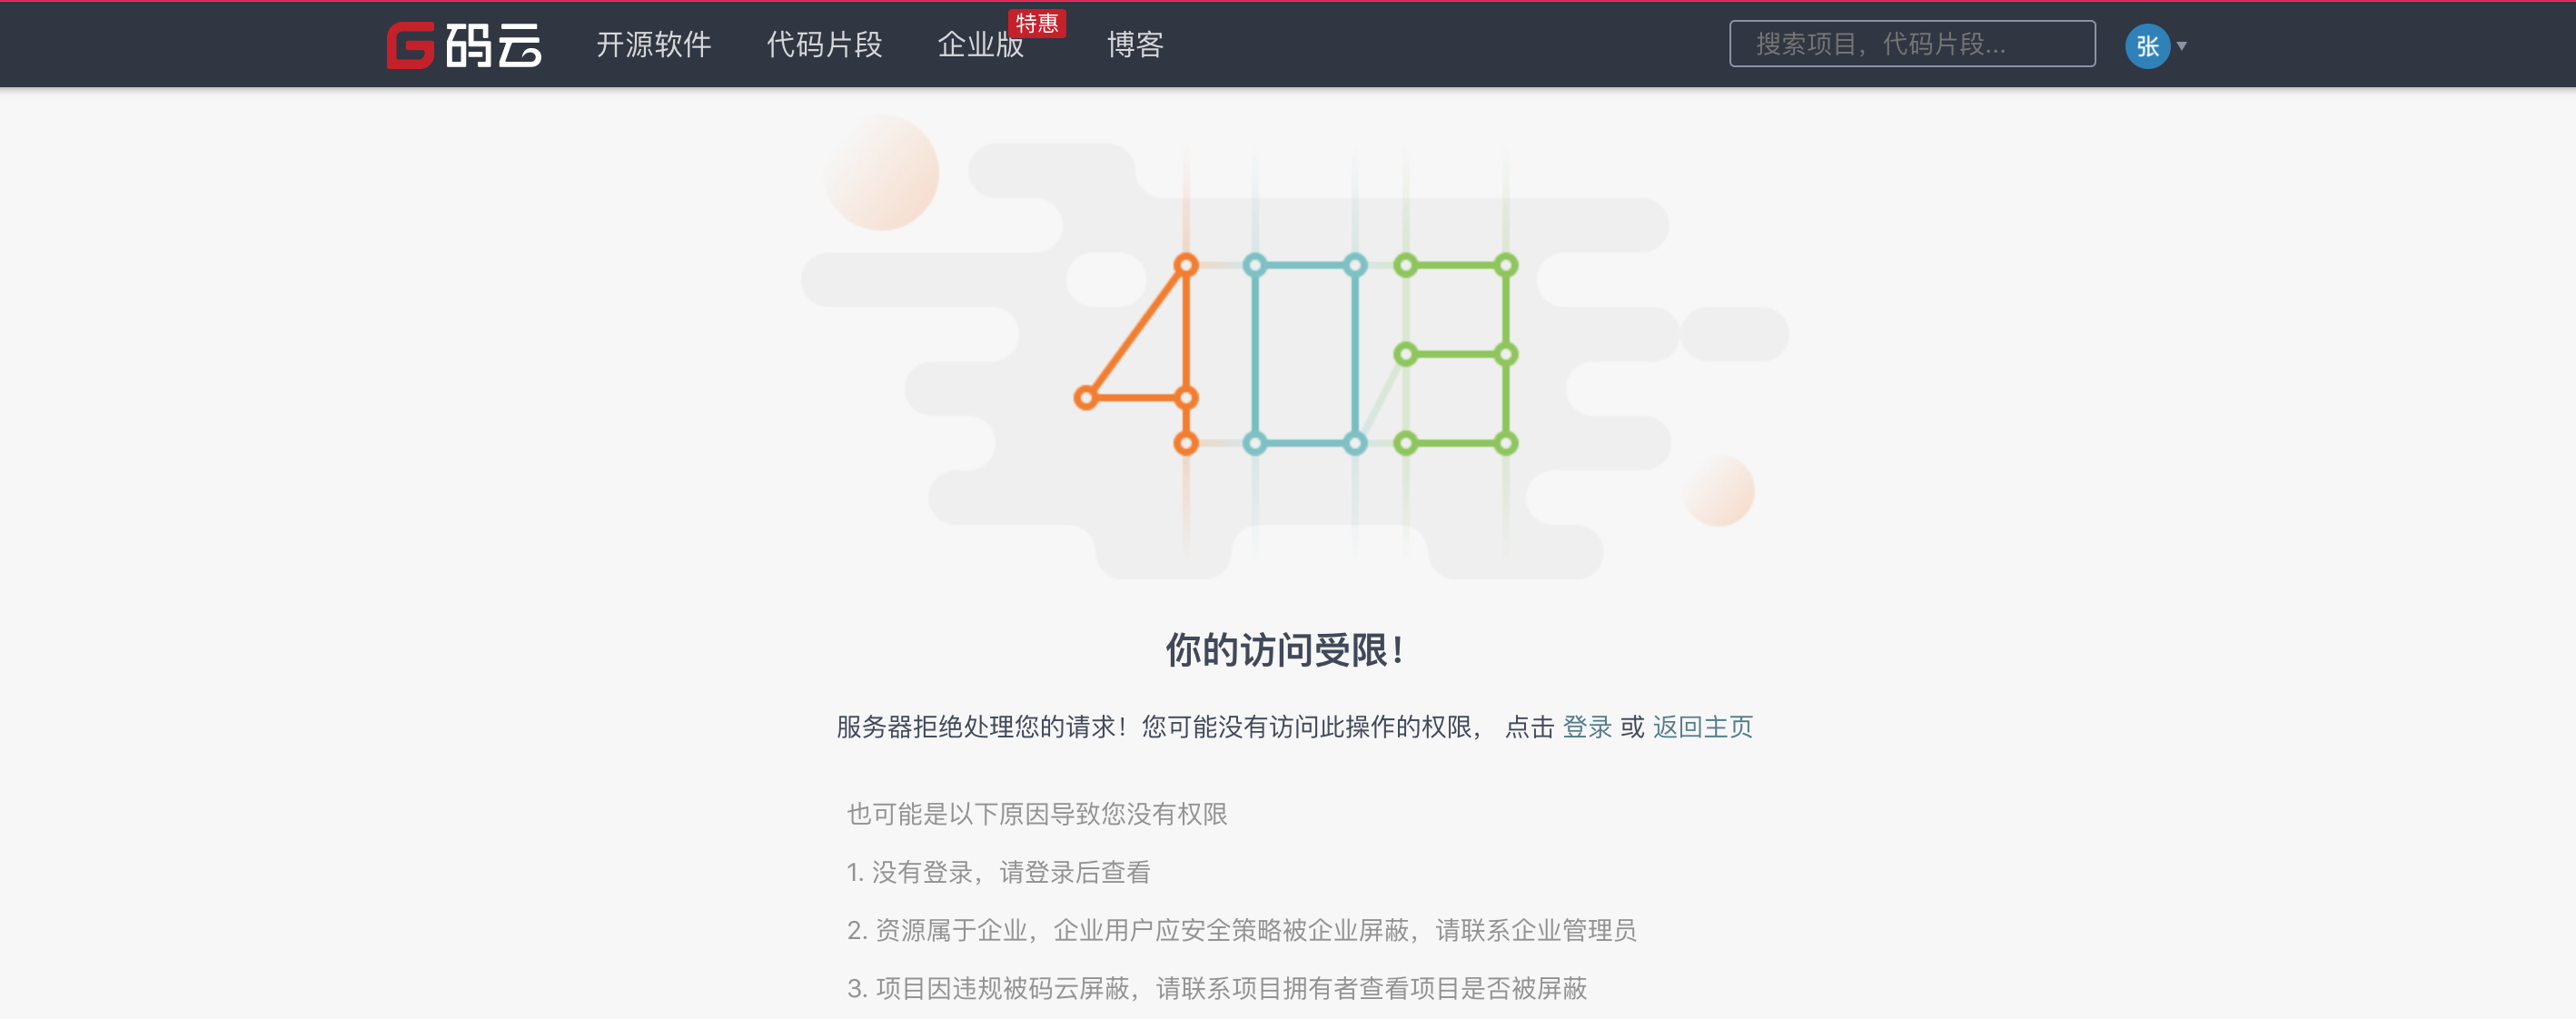 码云 开源软件 代码片段 企业版 特惠 博客 搜索项目，代码片段... 张
403
你的访问受限！
服务器拒绝处理您的请求！您可能没有访问此操作的权限， 点击 登录 或 返回主页
也可能是以下原因导致您没有权限
1. 没有登录，请登录后查看
2. 资源属于企业，企业用户应安全策略被企业屏蔽，请联系企业管理员
3. 项目因违规被码云屏蔽，请联系项目拥有者查看项目是否被屏蔽